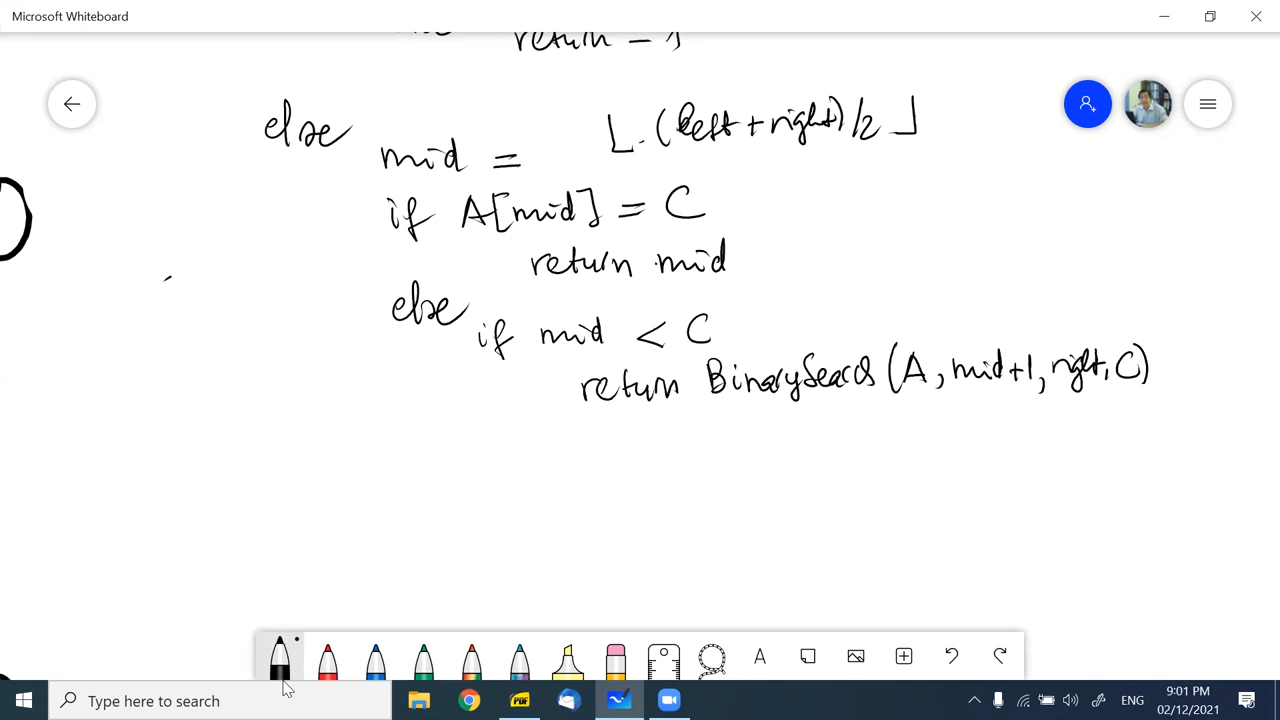 Microsoft Whiteboard
return - 1
else
mid = ⌊(left + right)/2⌋
if A[mid] = C
return mid
else
if mid < C
return BinarySearch (A, mid+1, right, C)
A
Type here to search
PDF
ENG
9:01 PM
02/12/2021